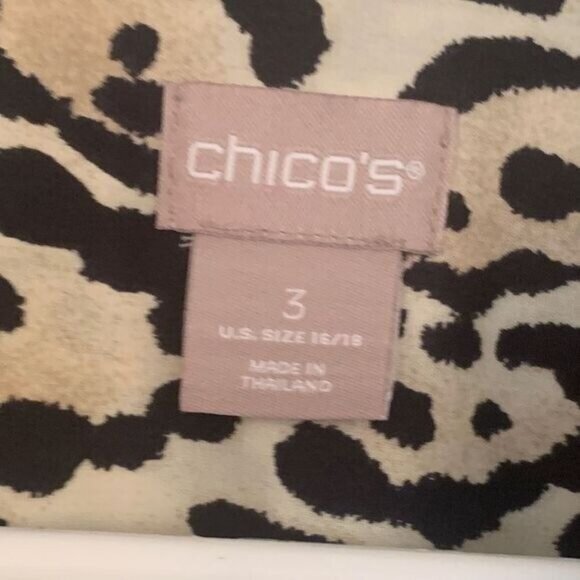 chico's®
3
U.S. SIZE 16/18
MADE IN
THAILAND